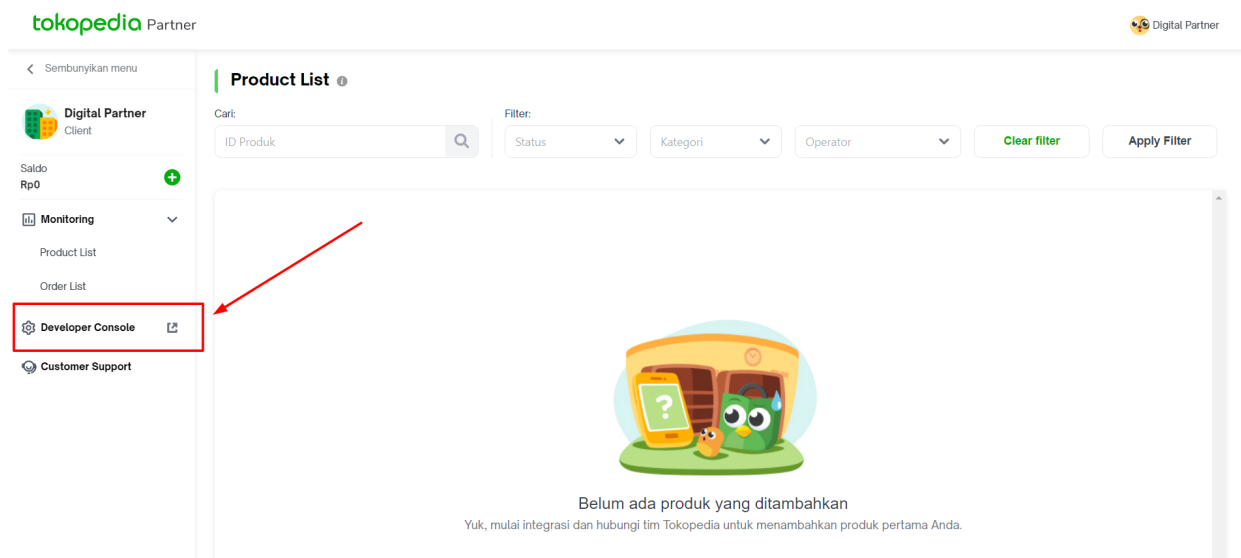 tokopedia Partner
Digital Partner
Sembunyikan menu
Digital Partner
Client
Saldo
Rp0
Monitoring
Product List
Order List
Developer Console
Customer Support
Product List
Cari:
ID Produk
Filter:
Status
Kategori
Operator
Clear filter
Apply Filter
?
Belum ada produk yang ditambahkan
Yuk, mulai integrasi dan hubungi tim Tokopedia untuk menambahkan produk pertama Anda.